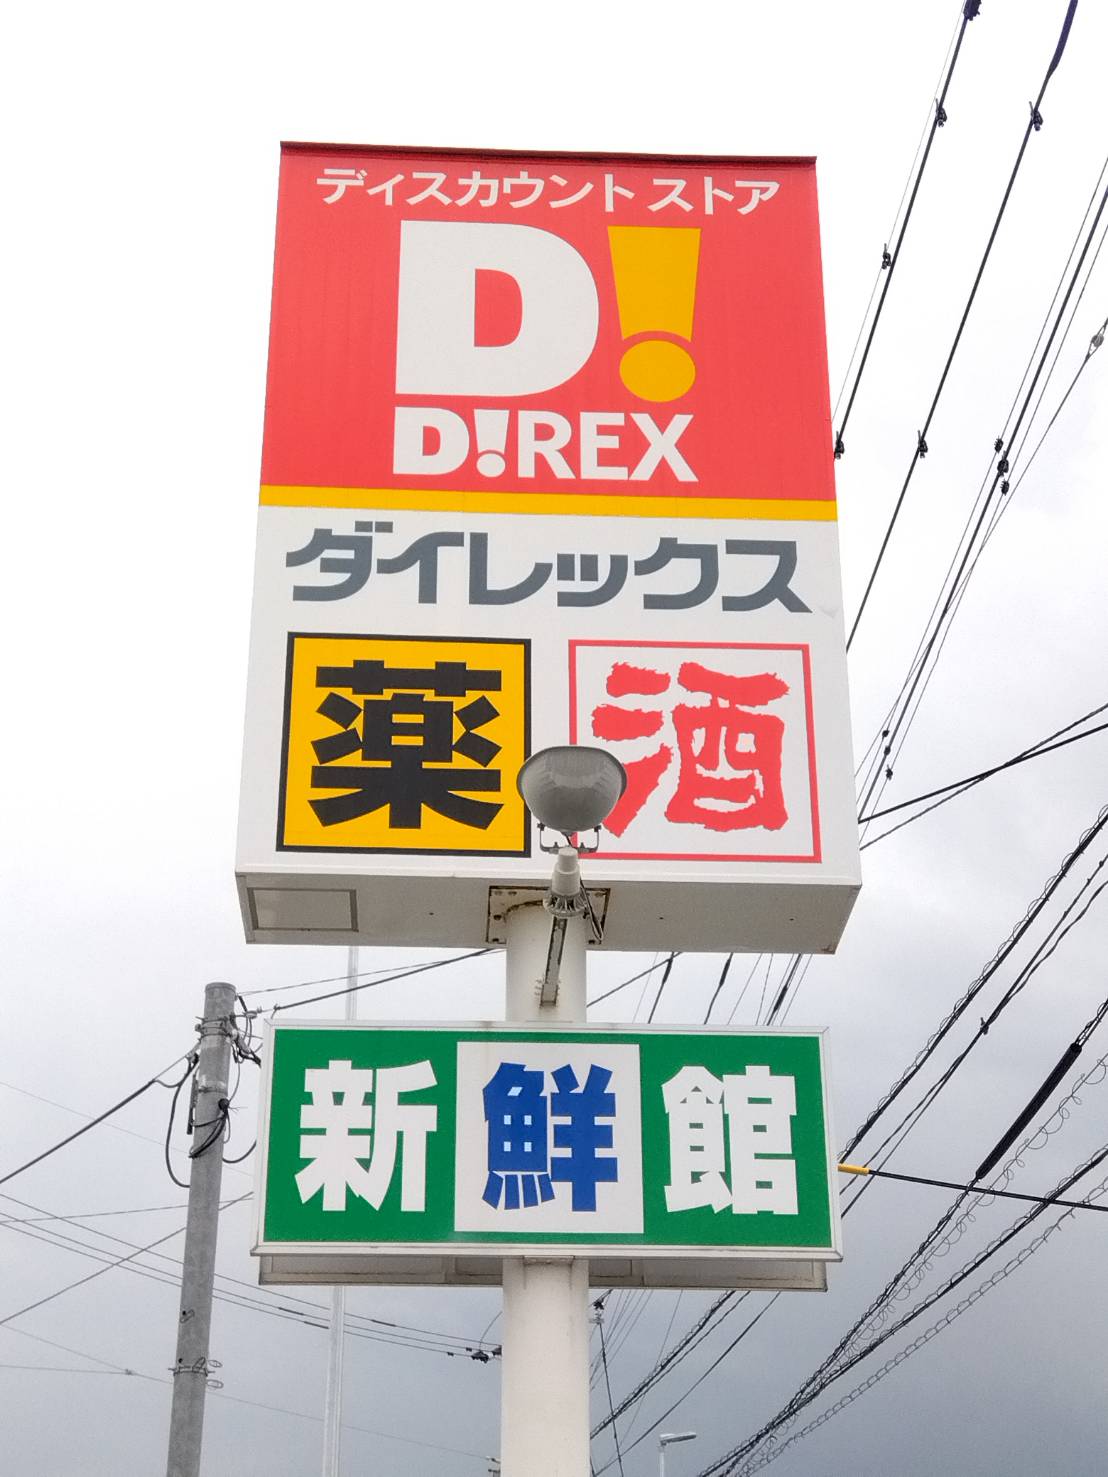 ディスカウント ストア
D!
D!REX
ダイレックス
薬 酒
新鮮館